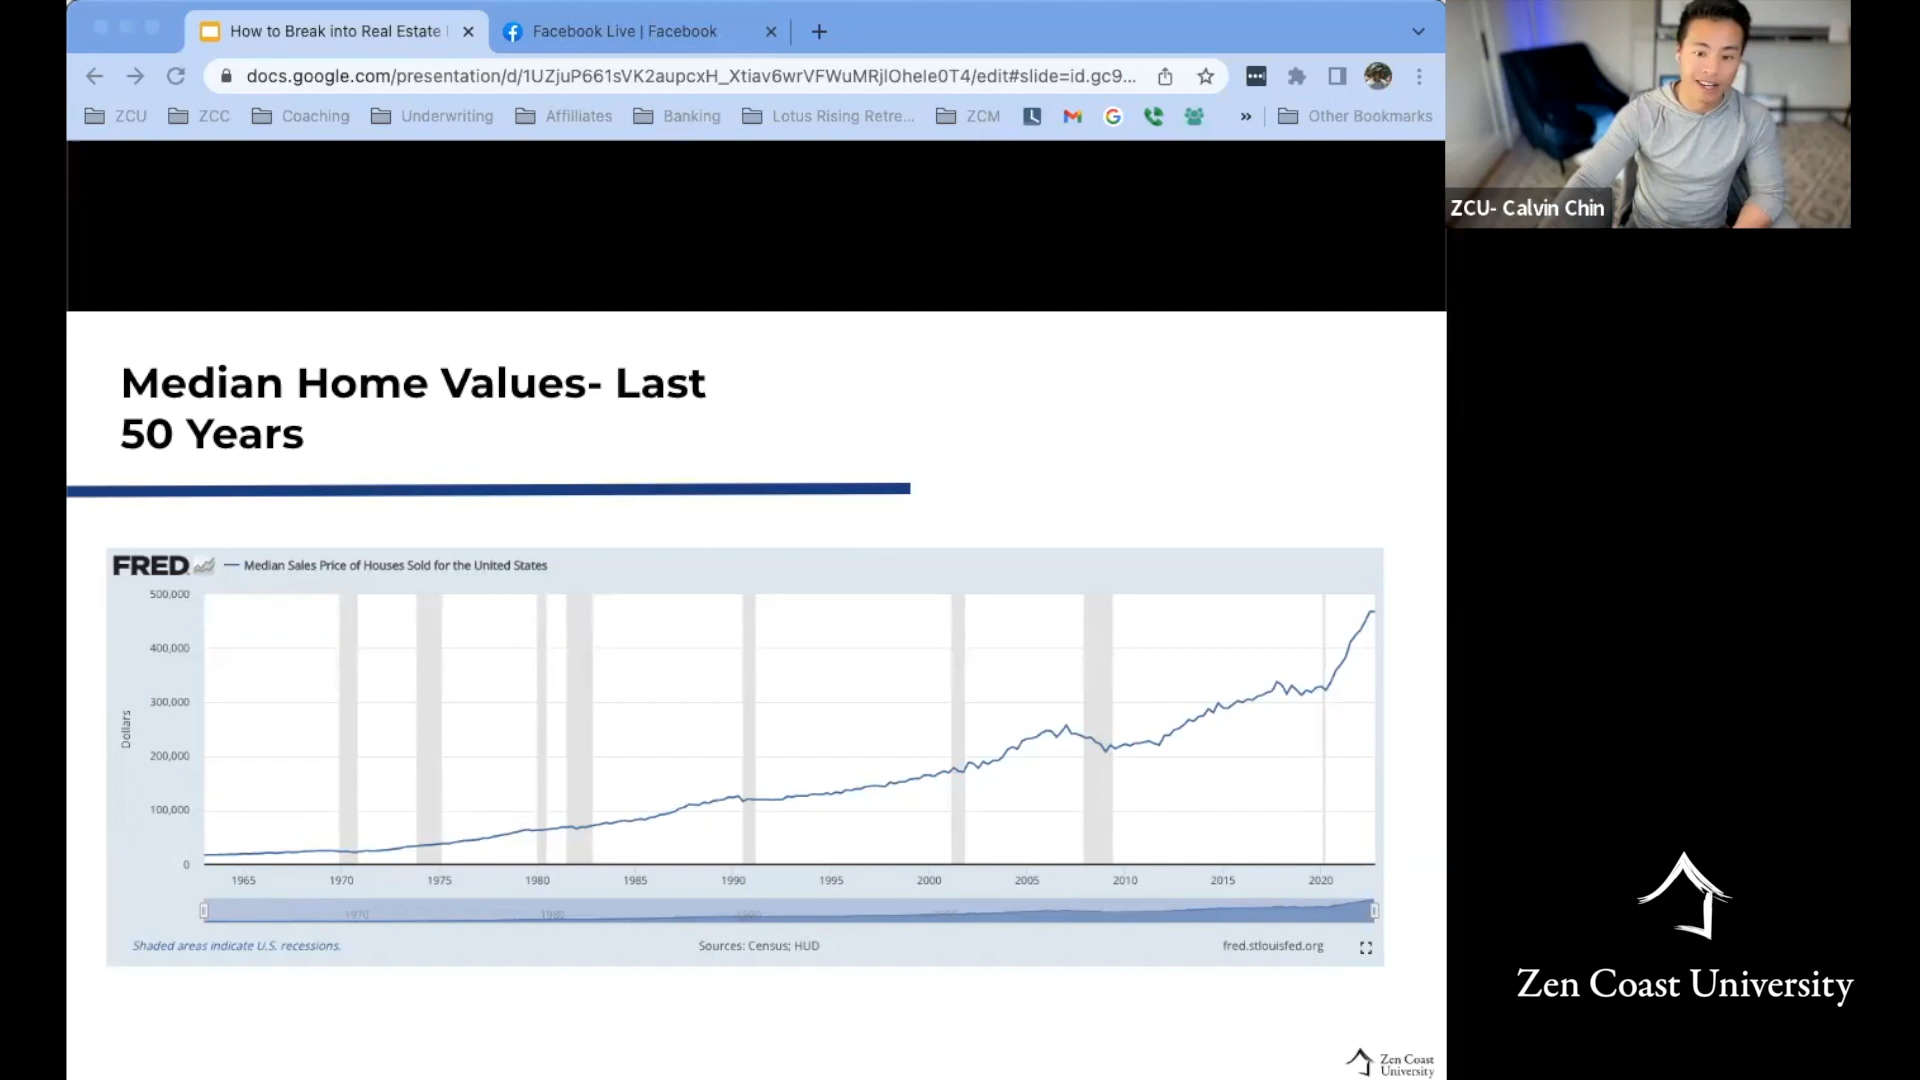 How to Break into Real Estate
Facebook Live | Facebook
docs.google.com/presentation/d/1UZjuP661sVK2aupcxH_Xtiav6wrVFWuMRjlOhele0T4/edit#slide=id.gc9...
ZCU
ZCC
Coaching
Underwriting
Affilliates
Banking
Lotus Rising Retre...
ZCM
Other Bookmarks
ZCU- Calvin Chin
Median Home Values- Last
50 Years
FRED
Median Sales Price of Houses Sold for the United States
500,000
400,000
300,000
200,000
100,000
0
Dollars
1965 1970 1975 1980 1985 1990 1995 2000 2005 2010 2015 2020
1970 1980 1990
Shaded areas indicate U.S. recessions.
Sources: Census; HUD
fred.stlouisfed.org
Zen Coast University
Zen Coast
University